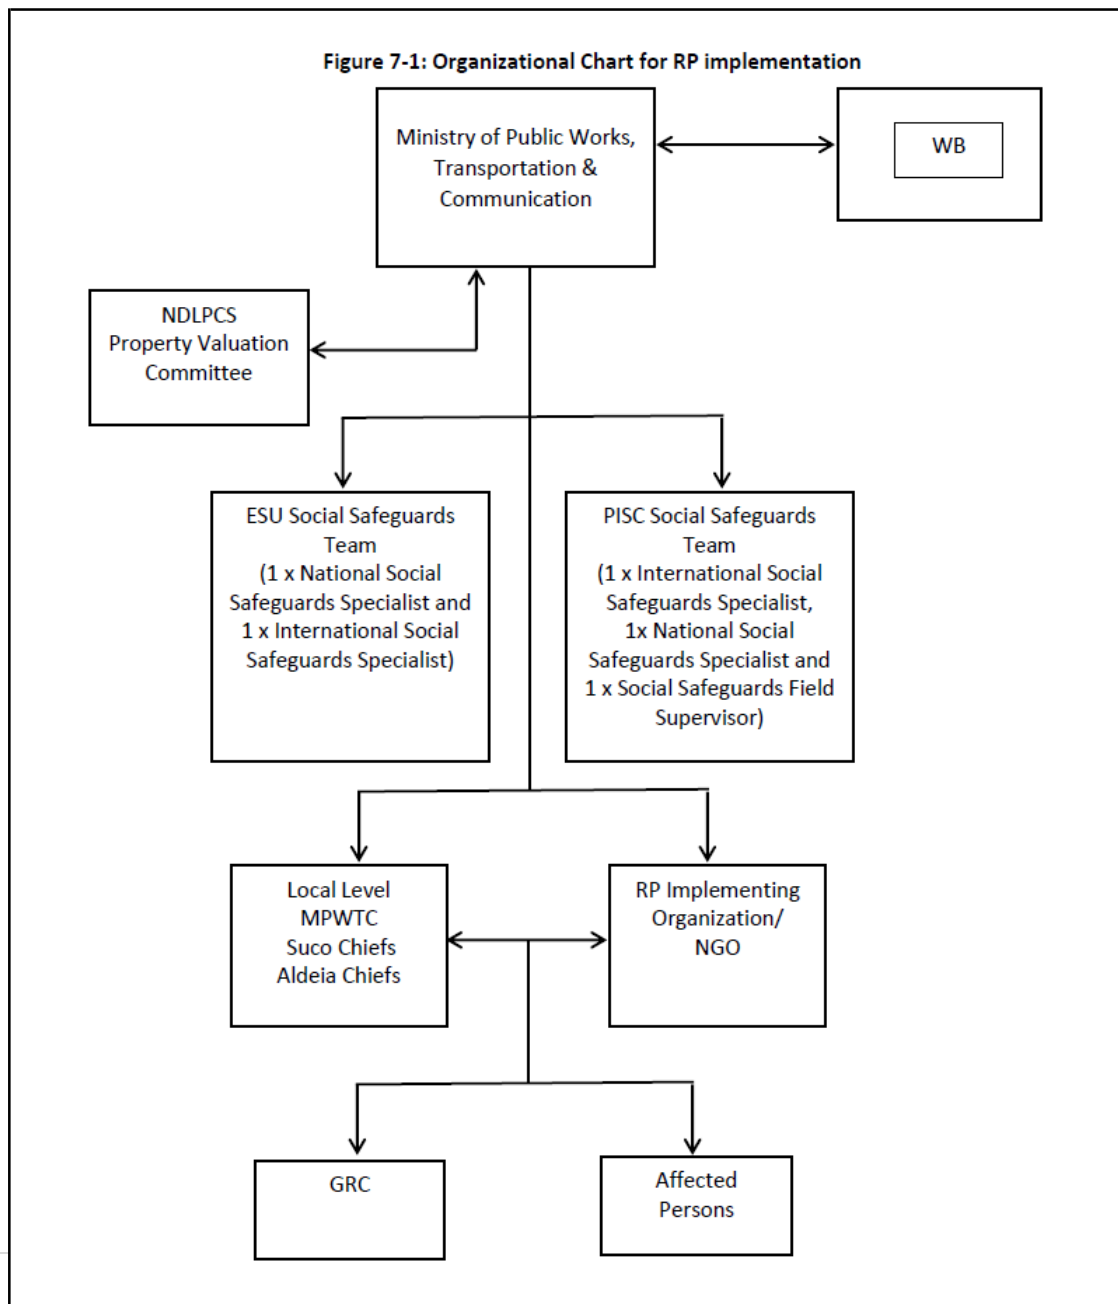 Figure 7-1: Organizational Chart for RP implementation
Ministry of Public Works,
Transportation &
Communication
WB
NDLPCS
Property Valuation
Committee
ESU Social Safeguards
Team
(1 x National Social
Safeguards Specialist and
1 x International Social
Safeguards Specialist)
PISC Social Safeguards
Team
(1 x International Social
Safeguards Specialist,
1x National Social
Safeguards Specialist and
1 x Social Safeguards Field
Supervisor)
Local Level
MPWTC
Suco Chiefs
Aldeia Chiefs
RP Implementing
Organization/
NGO
GRC
Affected
Persons